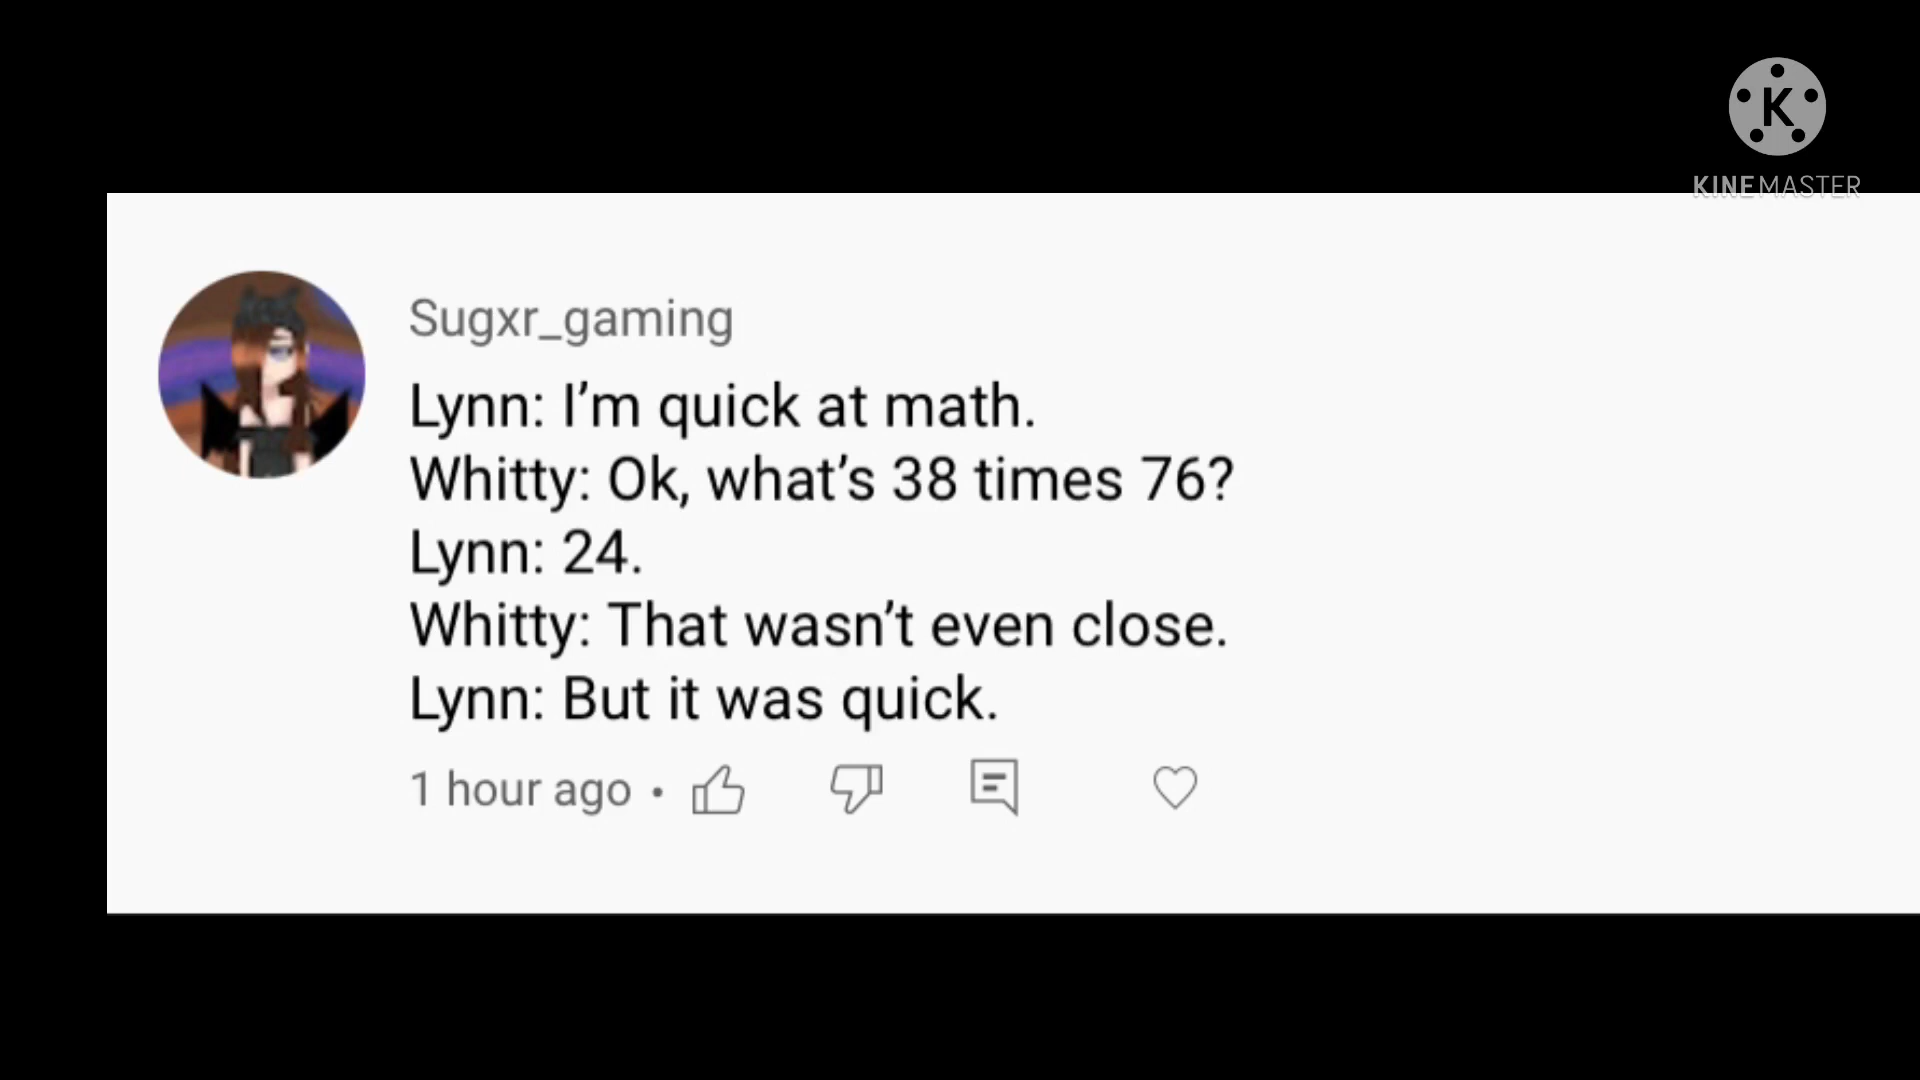 K
KINEMASTER
Sugxr_gaming
Lynn: I’m quick at math.
Whitty: Ok, what’s 38 times 76?
Lynn: 24.
Whitty: That wasn’t even close.
Lynn: But it was quick.
1 hour ago •